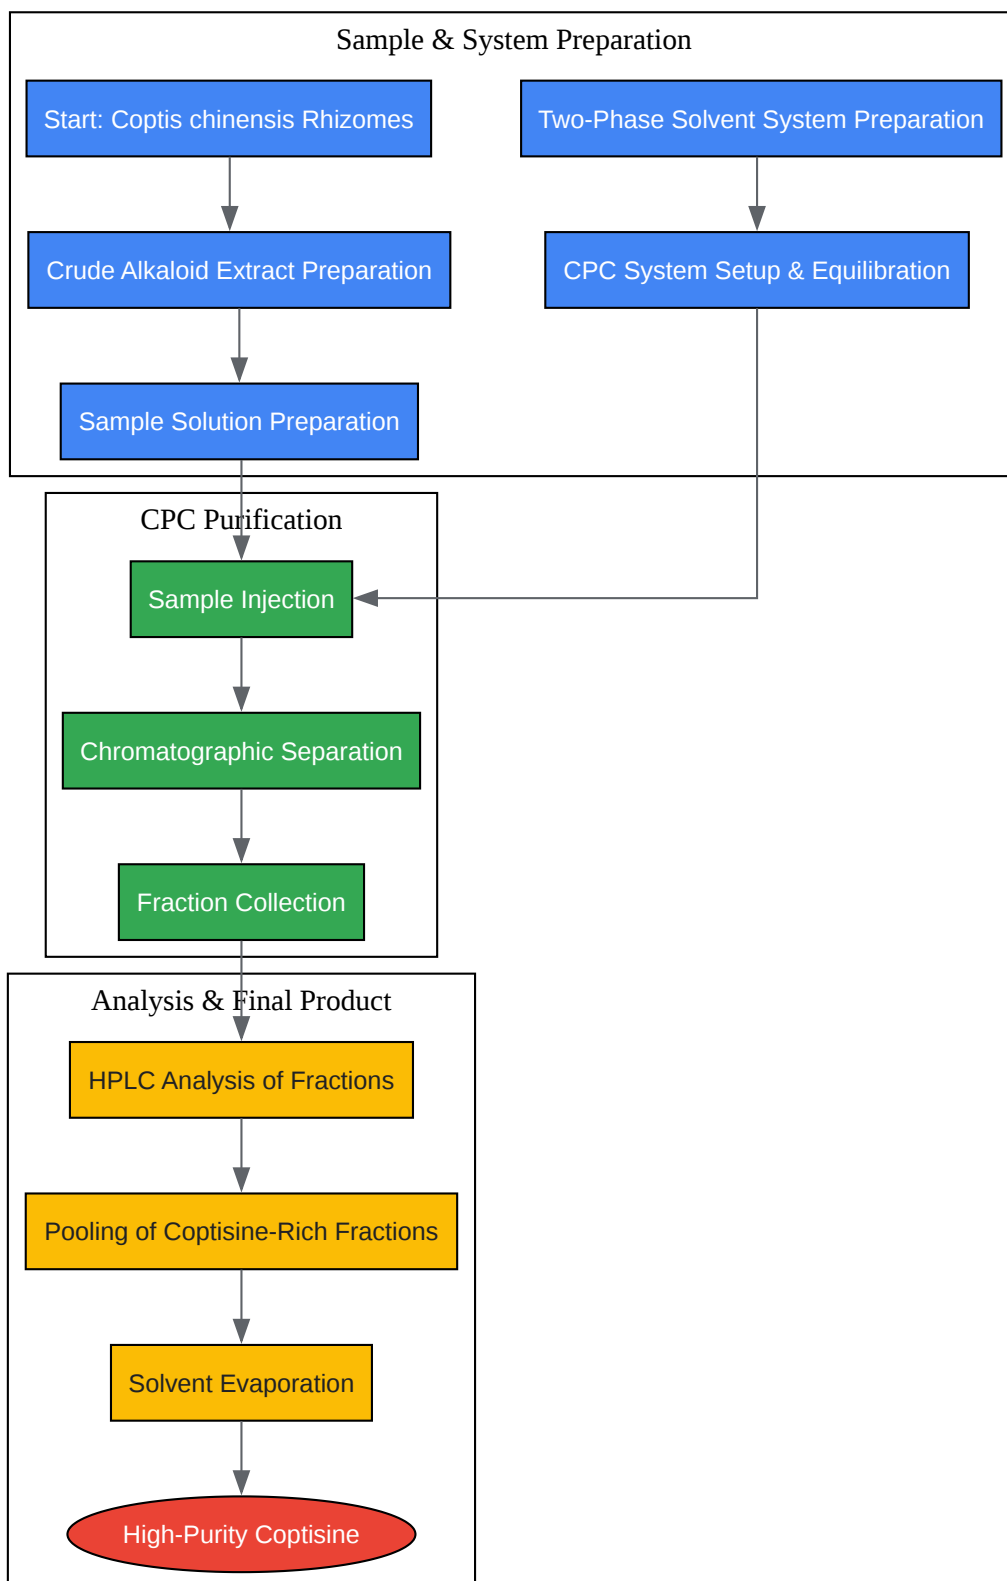 Sample & System Preparation
Start: Coptis chinensis Rhizomes
Two-Phase Solvent System Preparation
Crude Alkaloid Extract Preparation
CPC System Setup & Equilibration
Sample Solution Preparation
CPC Purification
Sample Injection
Chromatographic Separation
Fraction Collection
Analysis & Final Product
HPLC Analysis of Fractions
Pooling of Coptisine-Rich Fractions
Solvent Evaporation
High-Purity Coptisine